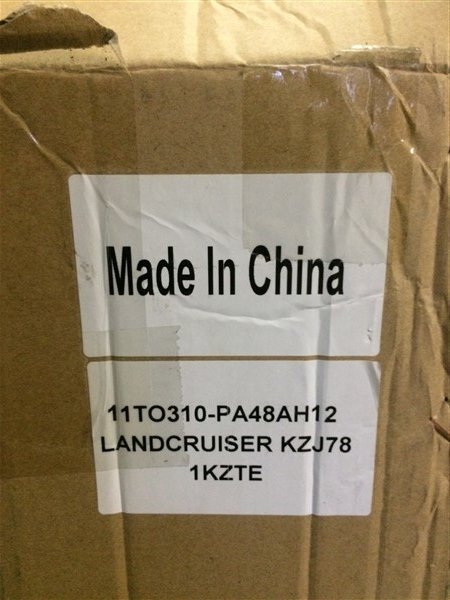 Made In China
11TO310-PA48AH12
LANDCRUISER KZJ78
1KZTE